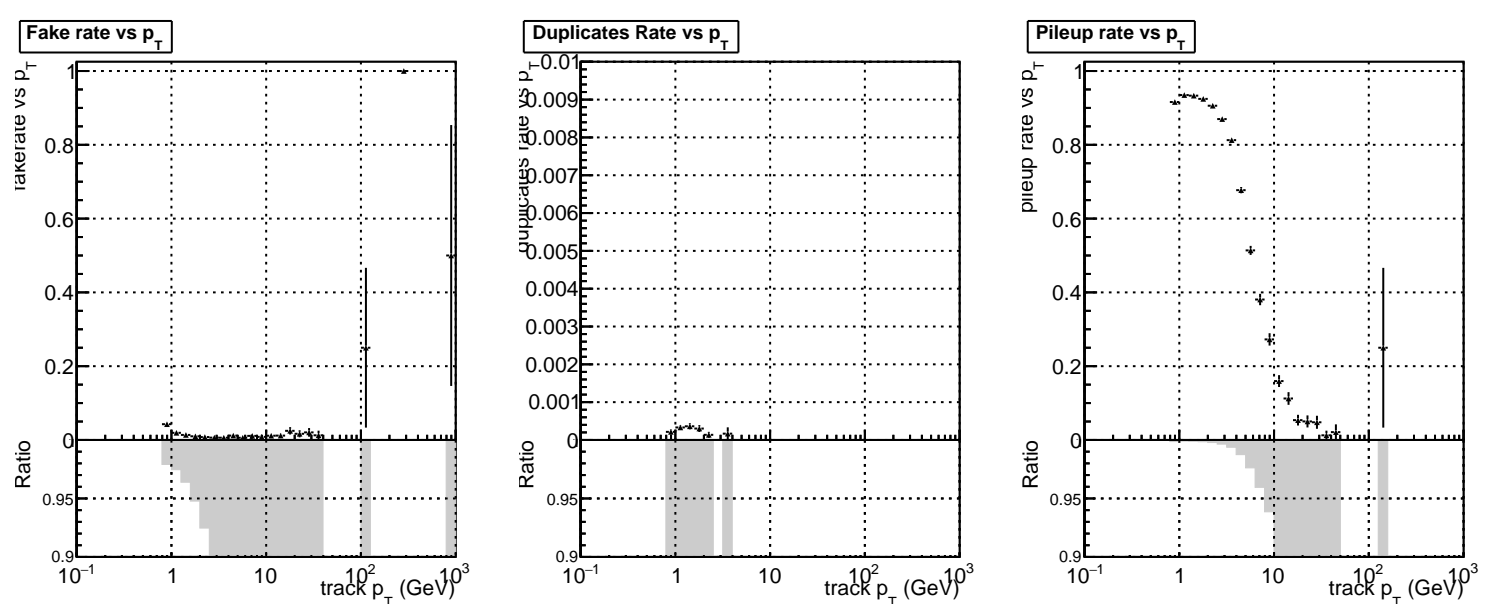 Fake rate vs p_T
fakerate vs p_T
1
0.8
0.6
0.4
0.2
0
Ratio
0.95
0.9
10^−1 1 10 10^2 10^3
track p_T (GeV)
Duplicates Rate vs p_T
duplicates rate vs p_T
0.01
0.009
0.008
0.007
0.006
0.005
0.004
0.003
0.002
0.001
0
Ratio
0.95
0.9
10^−1 1 10 10^2 10^3
track p_T (GeV)
Pileup rate vs p_T
pileup rate vs p_T
1
0.8
0.6
0.4
0.2
0
Ratio
0.95
0.9
10^−1 1 10 10^2 10^3
track p_T (GeV)